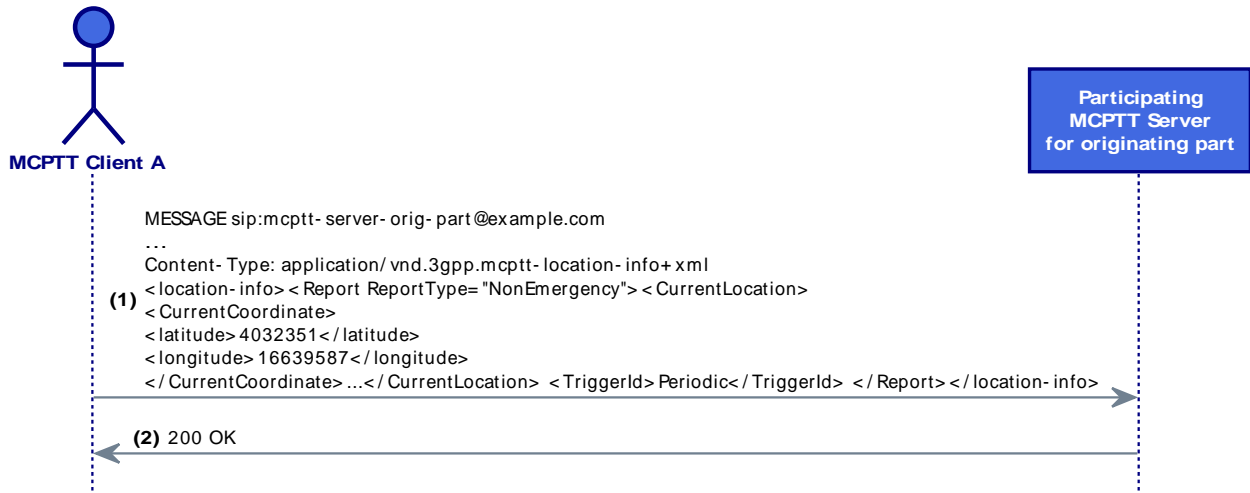 MCPTT Client A
Participating
MCPTT Server
for originating part
MESSAGE sip:mcptt-server-orig-part@example.com
...
Content-Type: application/vnd.3gpp.mcptt-location-info+xml
(1) <location-info><Report ReportType="NonEmergency"><CurrentLocation>
<CurrentCoordinate>
<latitude>4032351</latitude>
<longitude>16639587</longitude>
</CurrentCoordinate>...</CurrentLocation> <TriggerId>Periodic</TriggerId> </Report></location-info>
(2) 200 OK